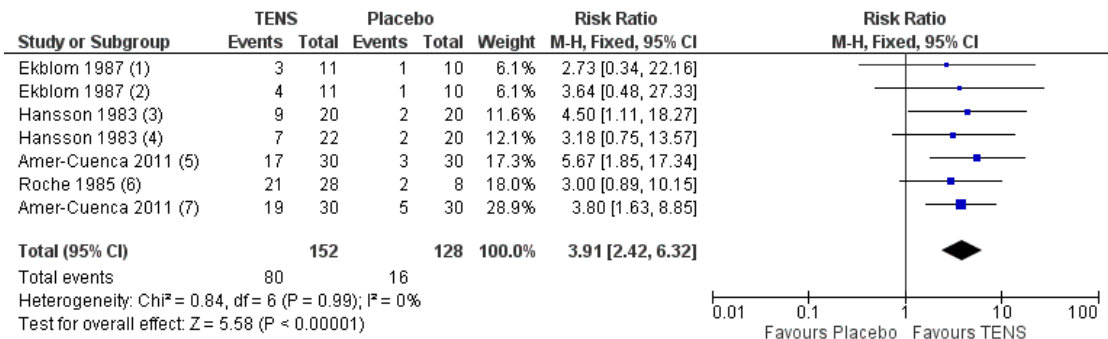 TENS Placebo Risk Ratio Risk Ratio
Study or Subgroup Events Total Events Total Weight M-H, Fixed, 95% CI M-H, Fixed, 95% CI
Ekblom 1987 (1) 3 11 1 10 6.1% 2.73 [0.34, 22.16]
Ekblom 1987 (2) 4 11 1 10 6.1% 3.64 [0.48, 27.33]
Hansson 1983 (3) 9 20 2 20 11.6% 4.50 [1.11, 18.27]
Hansson 1983 (4) 7 22 2 20 12.1% 3.18 [0.75, 13.57]
Amer-Cuenca 2011 (5) 17 30 3 30 17.3% 5.67 [1.85, 17.34]
Roche 1985 (6) 21 28 2 8 18.0% 3.00 [0.89, 10.15]
Amer-Cuenca 2011 (7) 19 30 5 30 28.9% 3.80 [1.63, 8.85]
Total (95% CI) 152 128 100.0% 3.91 [2.42, 6.32]
Total events 80 16
Heterogeneity: Chi² = 0.84, df = 6 (P = 0.99); I² = 0%
Test for overall effect: Z = 5.58 (P < 0.00001)
0.01 0.1 1 10 100
Favours Placebo Favours TENS